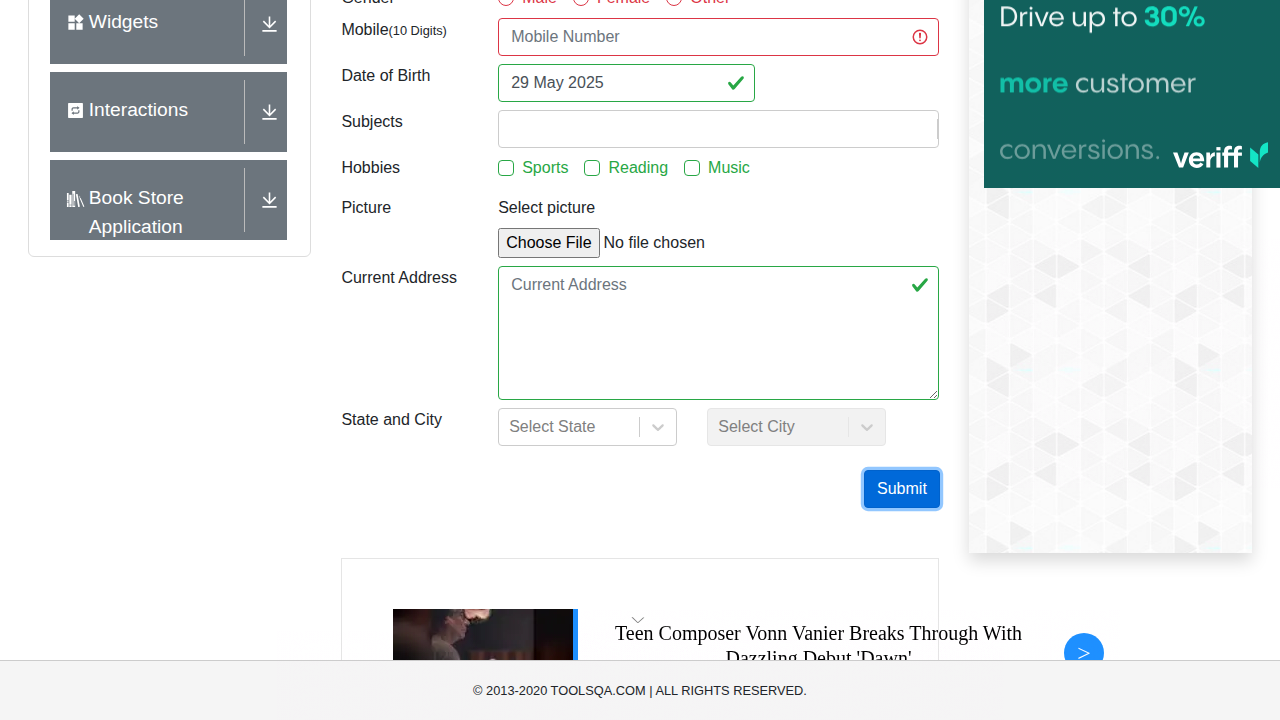 Widgets
Interactions
Book Store
Application
Gender
Male Female Other
Mobile(10 Digits)
Mobile Number
Date of Birth
29 May 2025
Subjects
Hobbies
Sports Reading Music
Picture
Select picture
Choose File No file chosen
Current Address
Current Address
State and City
Select State
Select City
Submit
Drive up to 30%
more customer
conversions.
veriff
Teen Composer Vonn Vanier Breaks Through With
Dazzling Debut 'Dawn'
>
© 2013-2020 TOOLSQA.COM | ALL RIGHTS RESERVED.